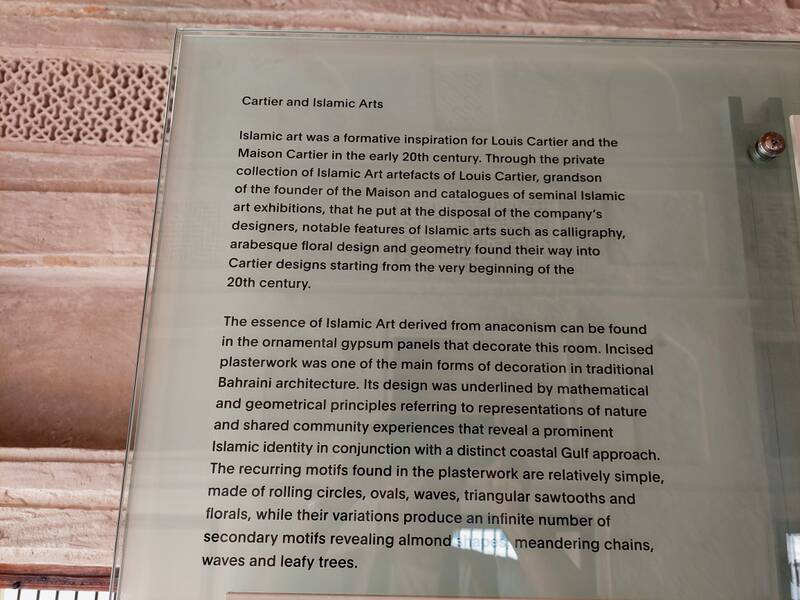 Cartier and Islamic Arts
Islamic art was a formative inspiration for Louis Cartier and the
Maison Cartier in the early 20th century. Through the private
collection of Islamic Art artefacts of Louis Cartier, grandson
of the founder of the Maison and catalogues of seminal Islamic
art exhibitions, that he put at the disposal of the company's
designers, notable features of Islamic arts such as calligraphy,
arabesque floral design and geometry found their way into
Cartier designs starting from the very beginning of the
20th century.
The essence of Islamic Art derived from anaconism can be found
in the ornamental gypsum panels that decorate this room. Incised
plasterwork was one of the main forms of decoration in traditional
Bahraini architecture. Its design was underlined by mathematical
and geometrical principles referring to representations of nature
and shared community experiences that reveal a prominent
Islamic identity in conjunction with a distinct coastal Gulf approach.
The recurring motifs found in the plasterwork are relatively simple,
made of rolling circles, ovals, waves, triangular sawtooths and
florals, while their variations produce an infinite number of
secondary motifs revealing almond shapes, meandering chains,
waves and leafy trees.